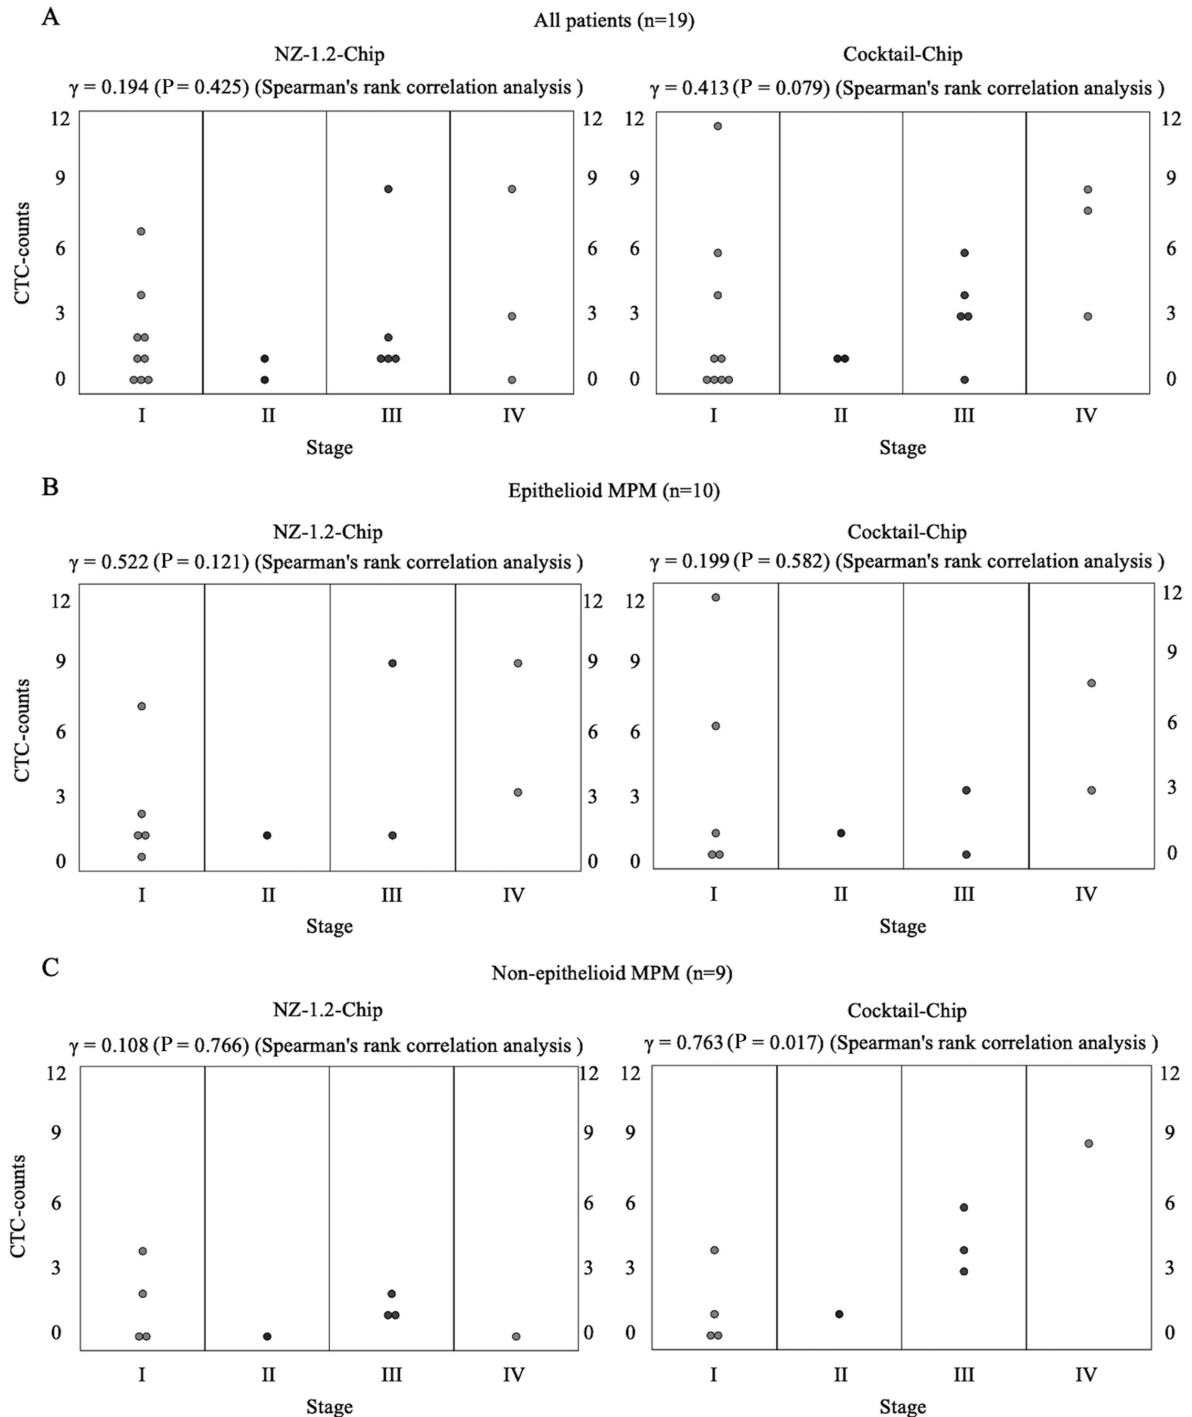 A
All patients (n=19)
NZ-1.2-Chip
Cocktail-Chip
γ = 0.194 (P = 0.425) (Spearman's rank correlation analysis )
γ = 0.413 (P = 0.079) (Spearman's rank correlation analysis )
12 12 12 12
9 9 9 9
6 6 6 6
3 3 3 3
0 0 0 0
CTC-counts
I II III IV I II III IV
Stage Stage
B
Epithelioid MPM (n=10)
NZ-1.2-Chip
Cocktail-Chip
γ = 0.522 (P = 0.121) (Spearman's rank correlation analysis )
γ = 0.199 (P = 0.582) (Spearman's rank correlation analysis )
12 12 12 12
9 9 9 9
6 6 6 6
3 3 3 3
0 0 0 0
CTC-counts
I II III IV I II III IV
Stage Stage
C
Non-epithelioid MPM (n=9)
NZ-1.2-Chip
Cocktail-Chip
γ = 0.108 (P = 0.766) (Spearman's rank correlation analysis )
γ = 0.763 (P = 0.017) (Spearman's rank correlation analysis )
12 12 12 12
9 9 9 9
6 6 6 6
3 3 3 3
0 0 0 0
CTC-counts
I II III IV I II III IV
Stage Stage